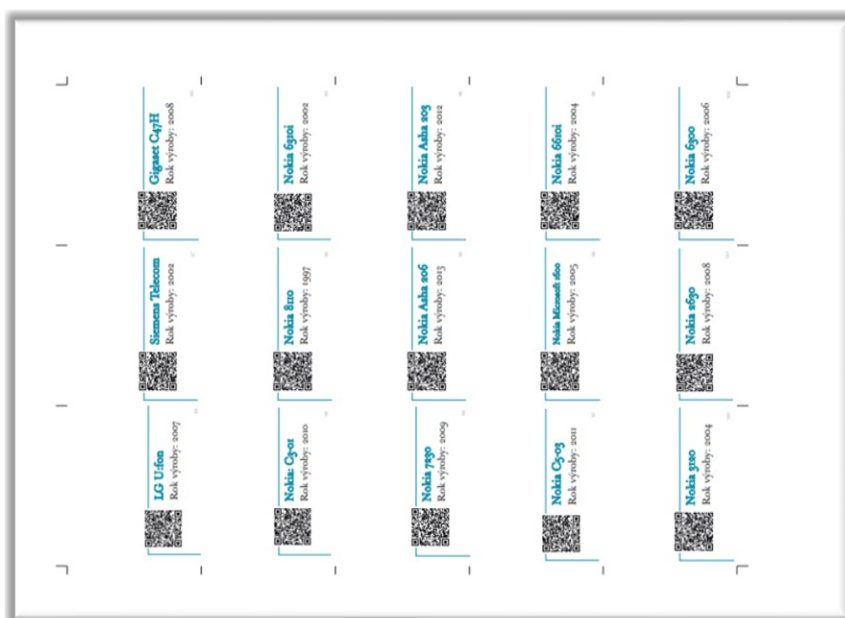 LG U:fon
Rok výroby: 2007
Siemens Telecom
Rok výroby: 2002
Gigaset C47H
Rok výroby: 2008
Nokia: C3-01
Rok výroby: 2010
Nokia 8110
Rok výroby: 1997
Nokia 6310i
Rok výroby: 2002
Nokia 7230
Rok výroby: 2009
Nokia Asha 206
Rok výroby: 2013
Nokia Asha 203
Rok výroby: 2012
Nokia C5-03
Rok výroby: 2011
Nokia Microsoft 1600
Rok výroby: 2005
Nokia 6610i
Rok výroby: 2004
Nokia 3120
Rok výroby: 2004
Nokia 2630
Rok výroby: 2008
Nokia 6300
Rok výroby: 2006